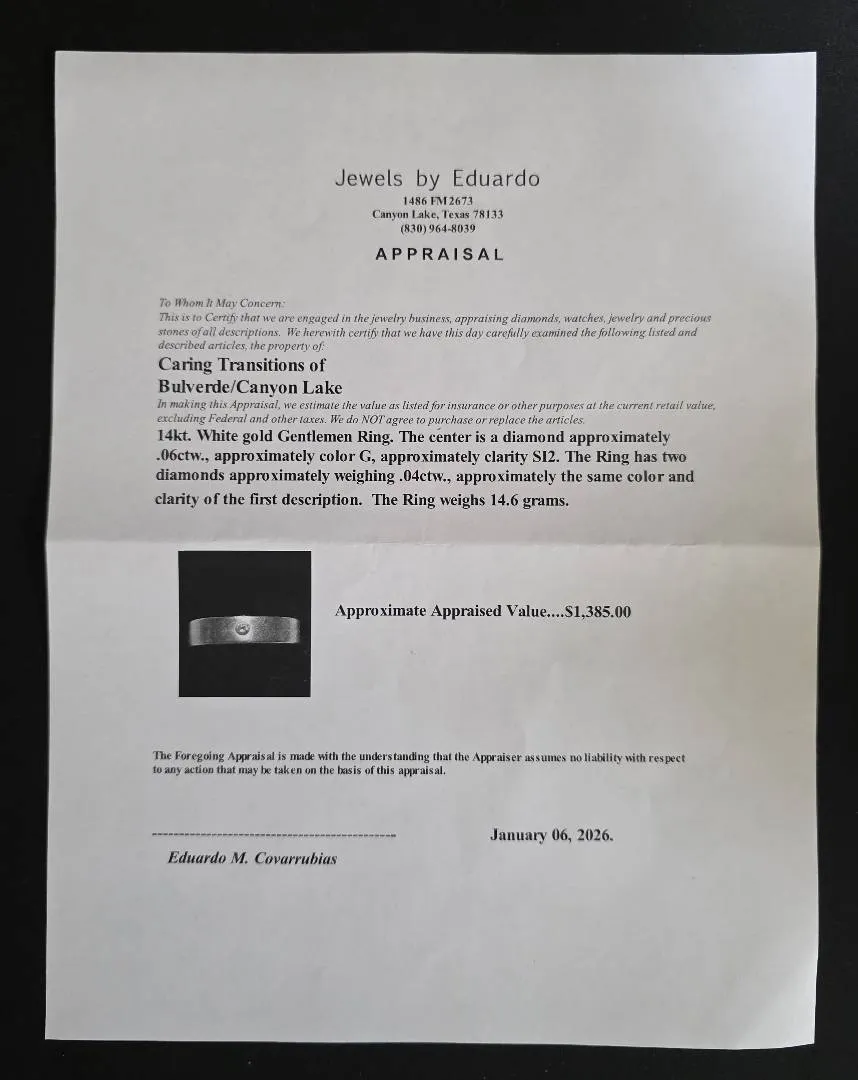 Jewels by Eduardo
1486 FM 2673
Canyon Lake, Texas 78133
(830) 964-8039
APPRAISAL
To Whom It May Concern:
This is to Certify that we are engaged in the jewelry business, appraising diamonds, watches, jewelry and precious
stones of all descriptions. We herewith certify that we have this day carefully examined the following listed and
described articles, the property of:
Caring Transitions of
Bulverde/Canyon Lake
In making this Appraisal, we estimate the value as listed for insurance or other purposes at the current retail value,
excluding Federal and other taxes. We do NOT agree to purchase or replace the articles.
14kt. White gold Gentlemen Ring. The center is a diamond approximately
.06ctw., approximately color G, approximately clarity SI2. The Ring has two
diamonds approximately weighing .04ctw., approximately the same color and
clarity of the first description. The Ring weighs 14.6 grams.
Approximate Appraised Value....$1,385.00
The Foregoing Appraisal is made with the understanding that the Appraiser assumes no liability with respect
to any action that may be taken on the basis of this appraisal.
January 06, 2026.
Eduardo M. Covarrubias